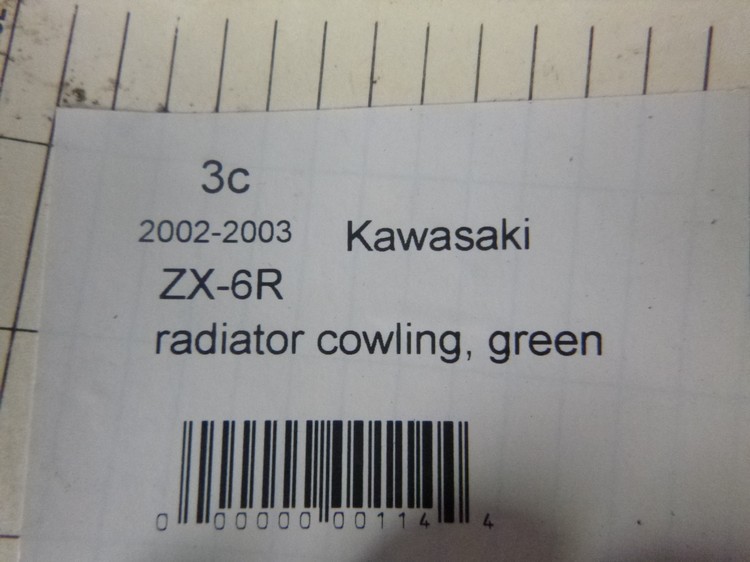 3c
2002-2003 Kawasaki
ZX-6R
radiator cowling, green
0 00000 00114 4